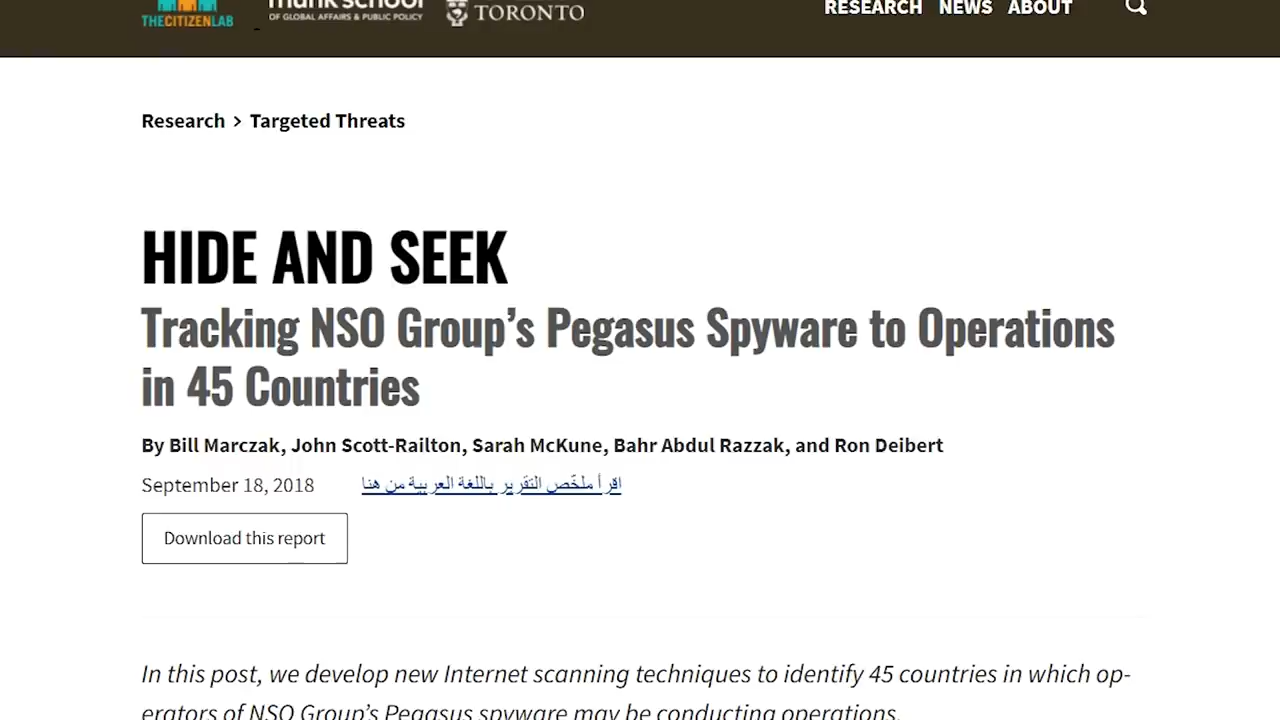 THE CITIZEN LAB
munk school
OF GLOBAL AFFAIRS & PUBLIC POLICY
TORONTO
RESEARCH NEWS ABOUT
Research > Targeted Threats
HIDE AND SEEK
Tracking NSO Group’s Pegasus Spyware to Operations
in 45 Countries
By Bill Marczak, John Scott-Railton, Sarah McKune, Bahr Abdul Razzak, and Ron Deibert
September 18, 2018 اقرأ ملخّص التقرير باللغة العربية من هنا
Download this report
In this post, we develop new Internet scanning techniques to identify 45 countries in which op-
erators of NSO Group’s Pegasus spyware may be conducting operations.